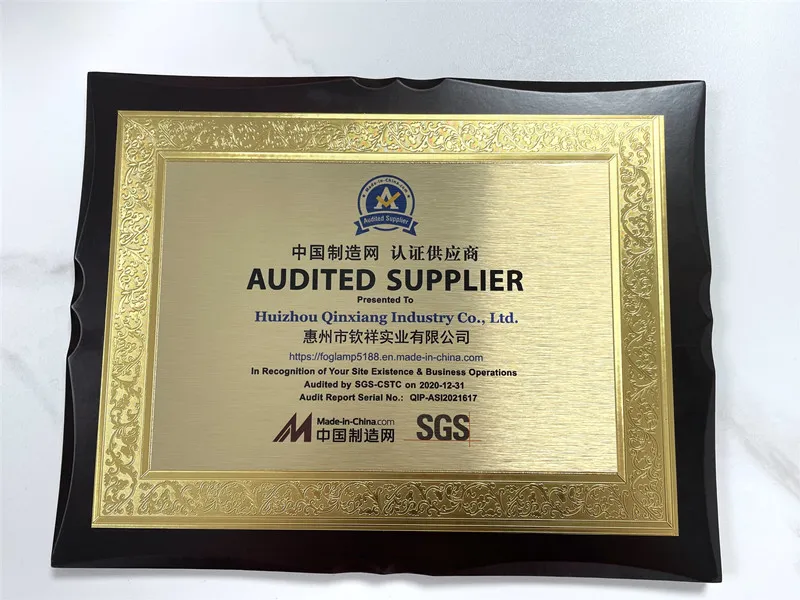 Made-in-China.com
Audited Supplier
中国制造网 认证供应商
AUDITED SUPPLIER
Presented To
Huizhou Qinxiang Industry Co., Ltd.
惠州市钦祥实业有限公司
https://foglamp5188.en.made-in-china.com
In Recognition of Your Site Existence & Business Operations
Audited by SGS-CSTC on 2020-12-31
Audit Report Serial No.: QIP-ASI2021617
Made-in-China.com
中国制造网
SGS